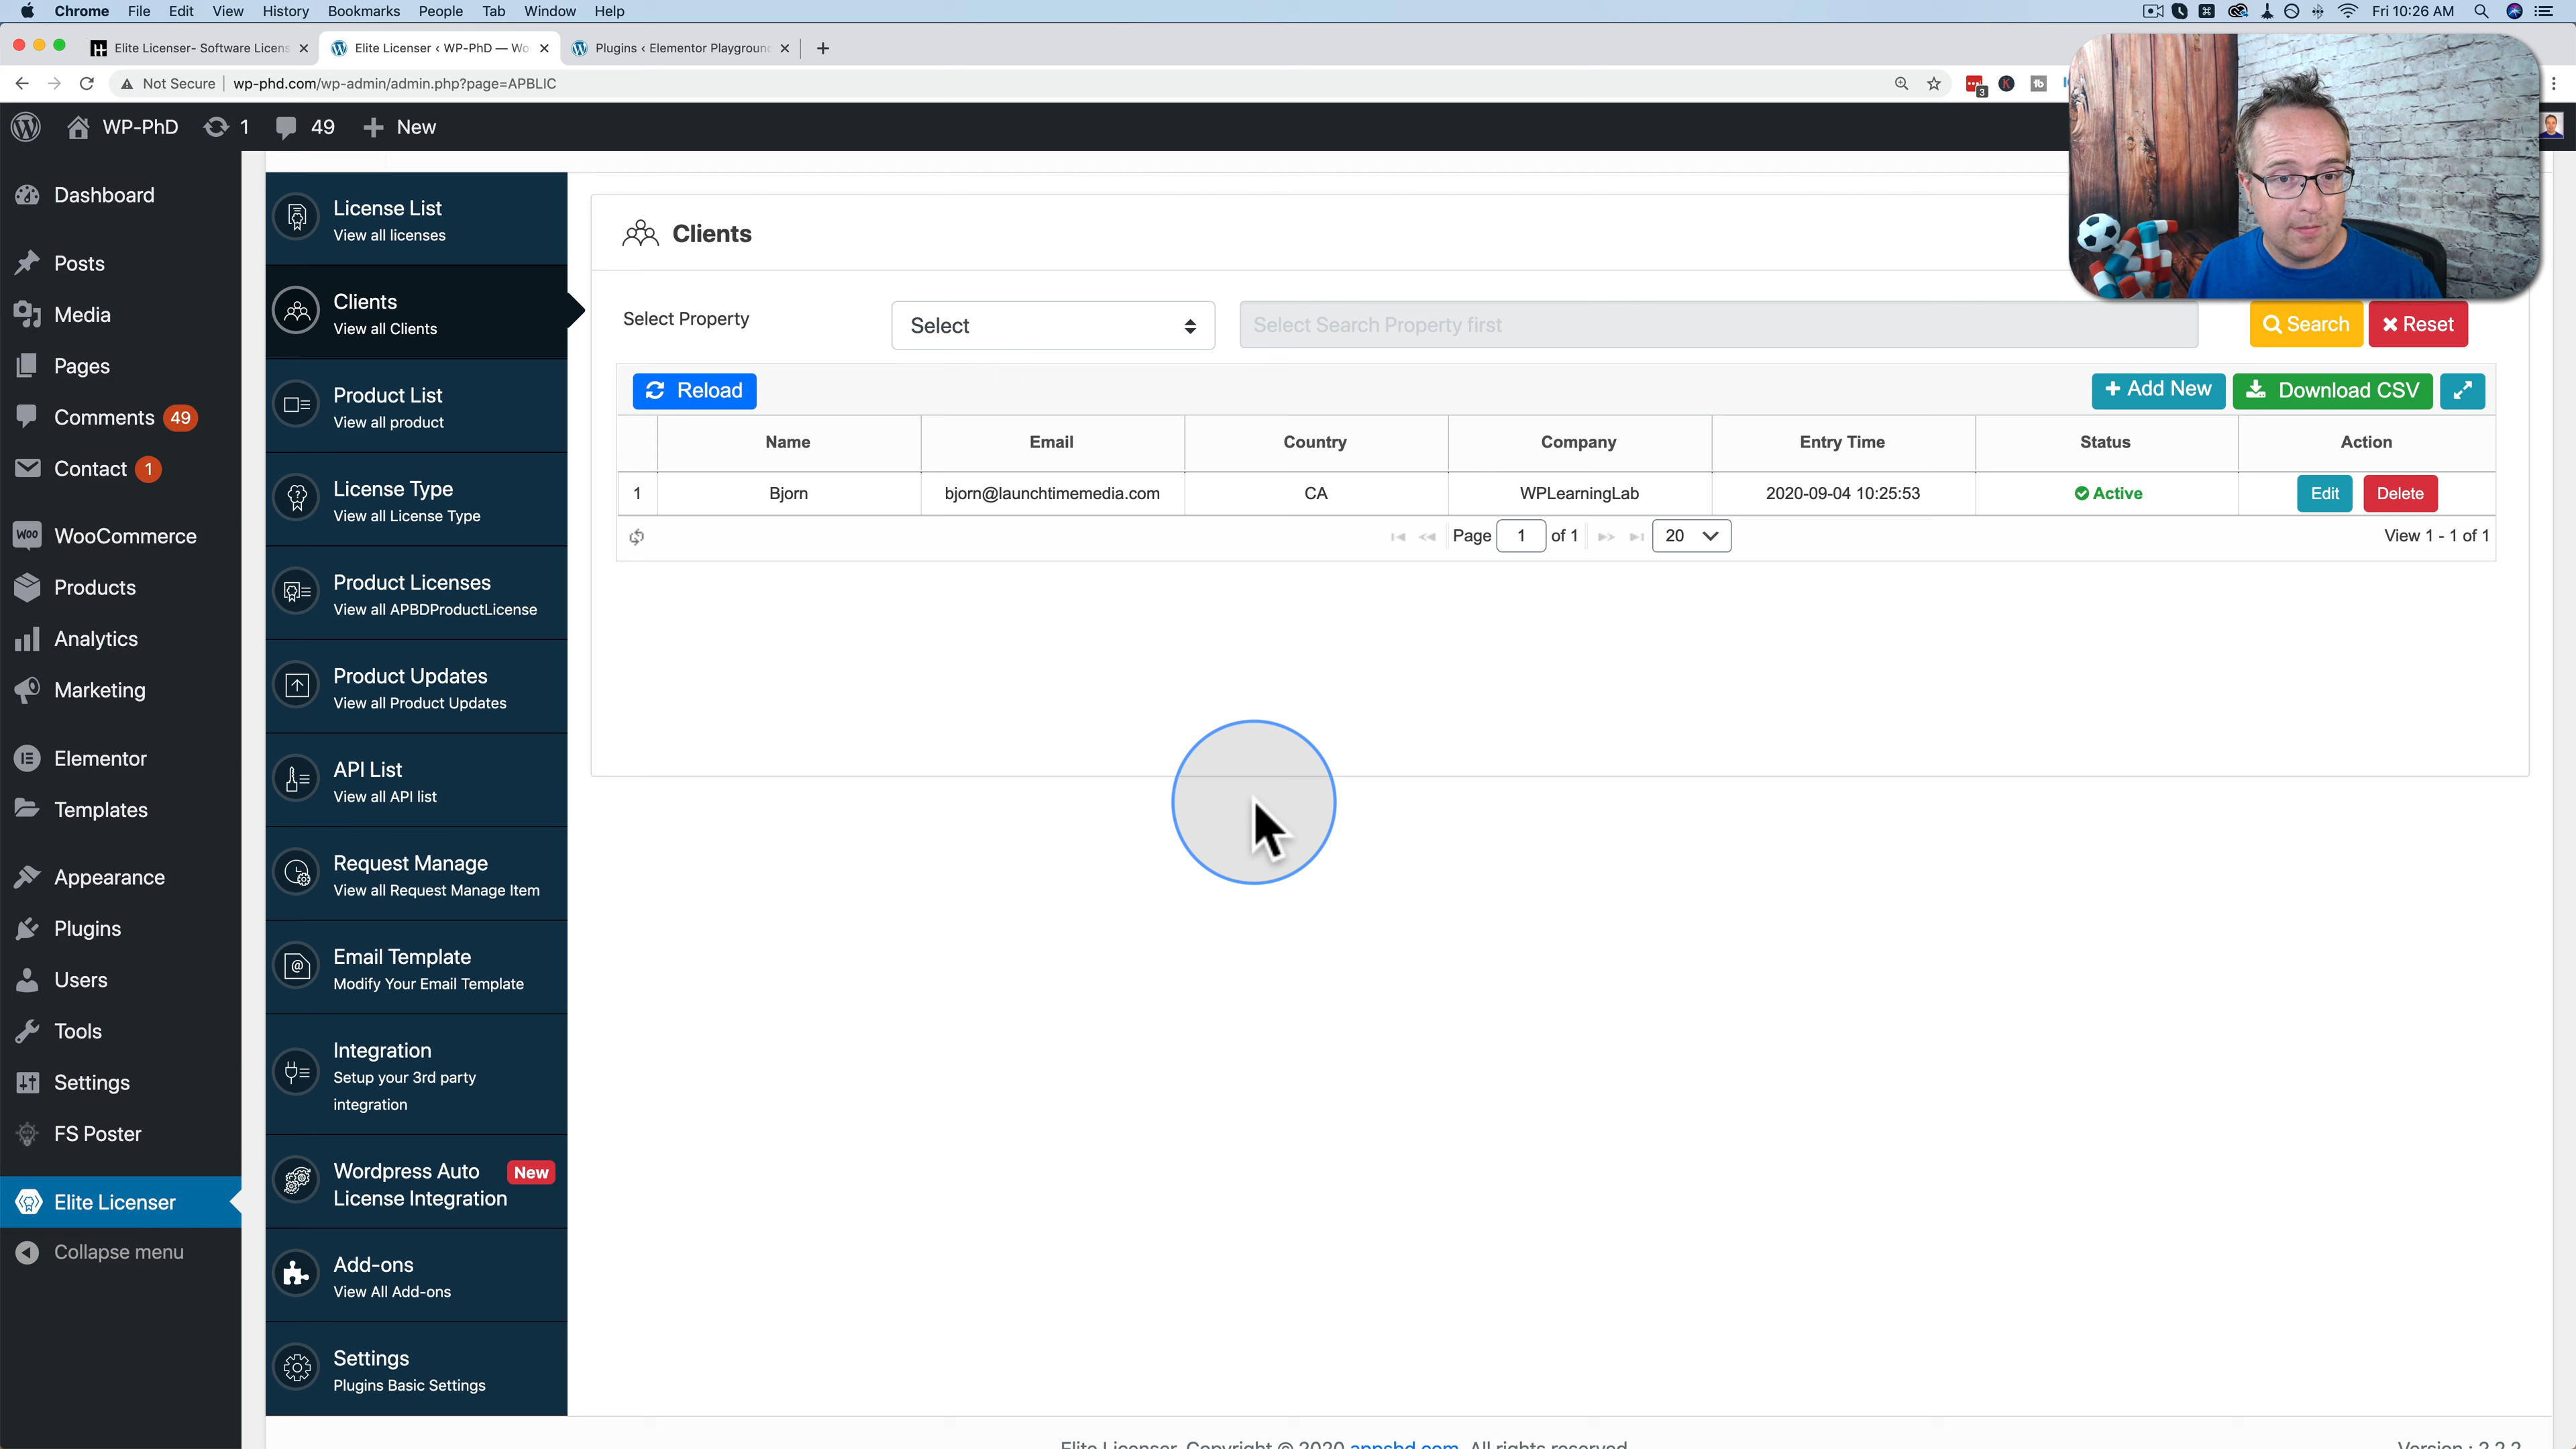 Chrome File Edit View History Bookmarks People Tab Window Help Fri 10:26 AM
Elite Licenser- Software Licens Elite Licenser ‹ WP-PhD — Wo Plugins ‹ Elementor Playground
Not Secure wp-phd.com/wp-admin/admin.php?page=APBLIC 3
WP-PhD 1 49 New
Dashboard
Posts
Media
Pages
Comments 49
Contact 1
WooCommerce
Products
Analytics
Marketing
Elementor
Templates
Appearance
Plugins
Users
Tools
Settings
FS Poster
Elite Licenser
Collapse menu
License List
View all licenses
Clients
View all Clients
Product List
View all product
License Type
View all License Type
Product Licenses
View all APBDProductLicense
Product Updates
View all Product Updates
API List
View all API list
Request Manage
View all Request Manage Item
Email Template
Modify Your Email Template
Integration
Setup your 3rd party
integration
Wordpress Auto New
License Integration
Add-ons
View All Add-ons
Settings
Plugins Basic Settings
Clients
Select Property Select Select Search Property first Search Reset
Reload Add New Download CSV
Name Email Country Company Entry Time Status Action
1 Bjorn bjorn@launchtimemedia.com CA WPLearningLab 2020-09-04 10:25:53 Active Edit Delete
Page 1 of 1 20 View 1 - 1 of 1
Elite Licenser, Copyright @ 2020 appsbd.com. All rights reserved Version : 2.2.2